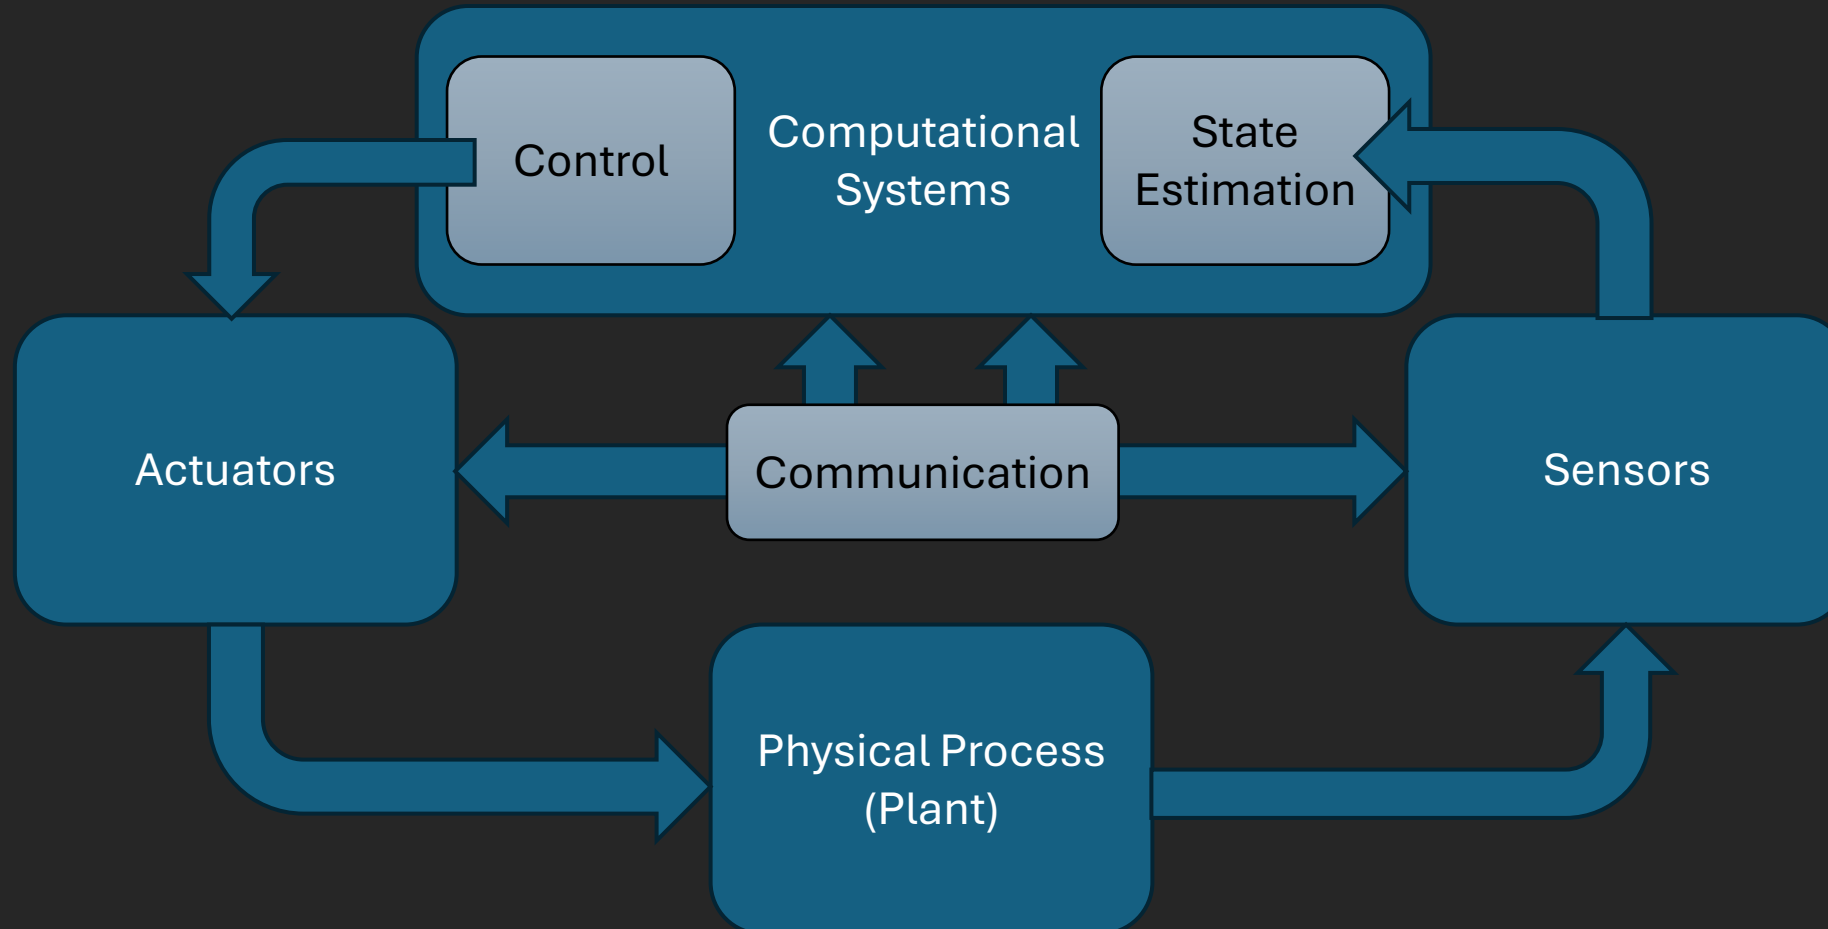 Control
Computational
Systems
State
Estimation
Actuators
Communication
Sensors
Physical Process
(Plant)